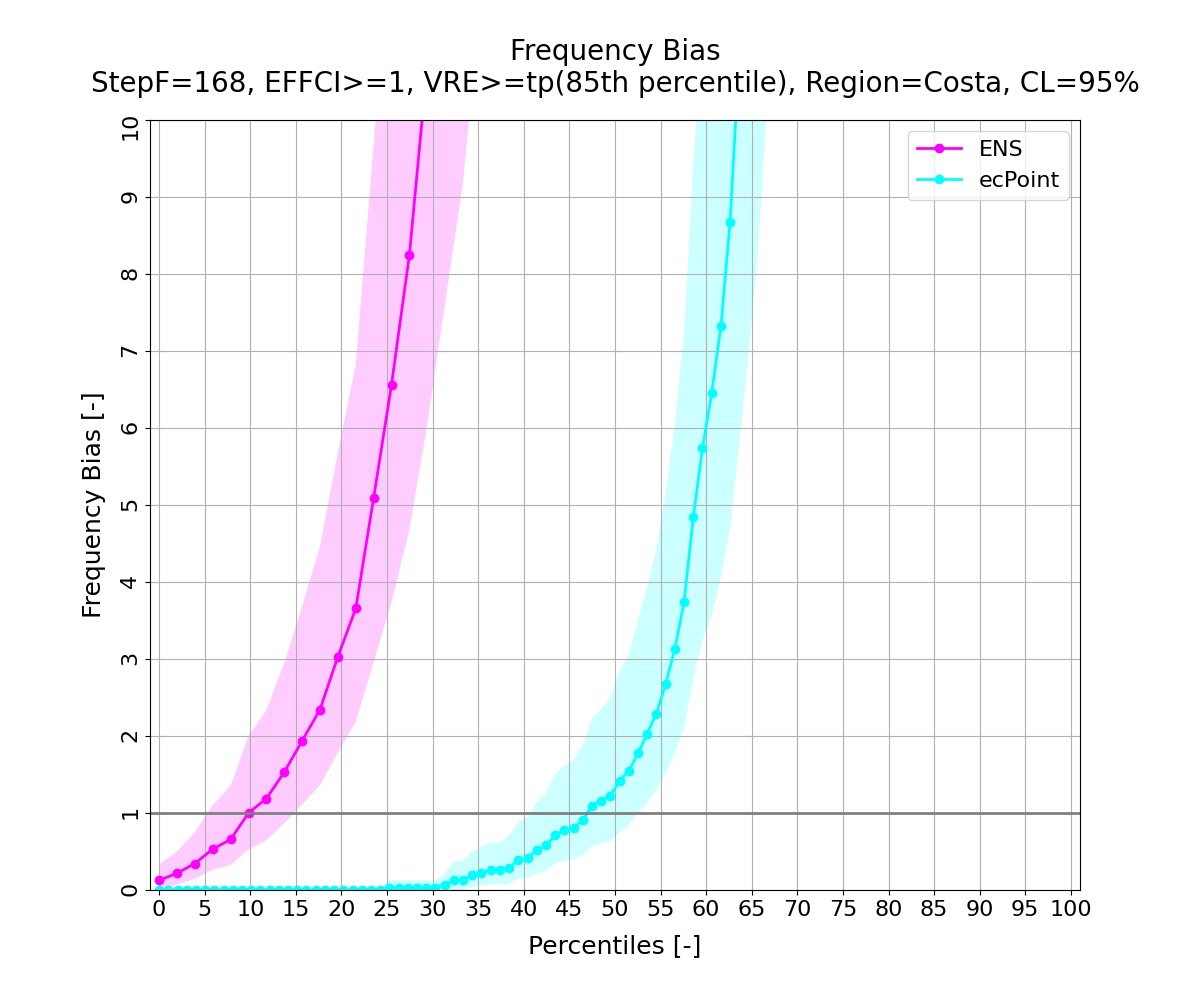 Frequency Bias
StepF=168, EFFCI>=1, VRE>=tp(85th percentile), Region=Costa, CL=95%
ENS
ecPoint
Frequency Bias [-]
10
9
8
7
6
5
4
3
2
1
0
0 5 10 15 20 25 30 35 40 45 50 55 60 65 70 75 80 85 90 95 100
Percentiles [-]